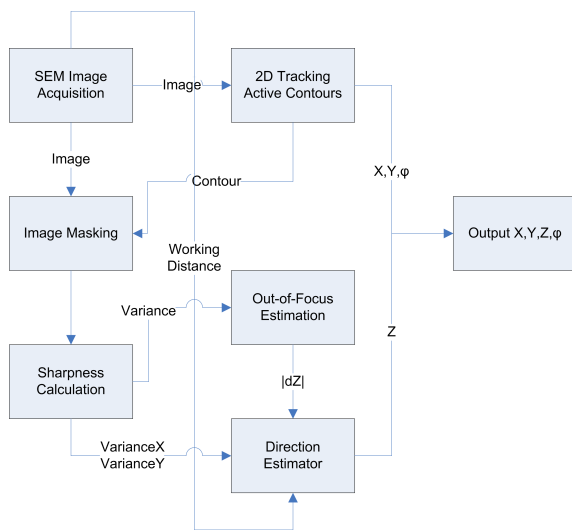 SEM Image
Acquisition
Image
2D Tracking
Active Contours
Image
Contour
X,Y,φ
Image Masking
Output X,Y,Z,φ
Working
Distance
Variance
Out-of-Focus
Estimation
Z
Sharpness
Calculation
|dZ|
VarianceX
VarianceY
Direction
Estimator